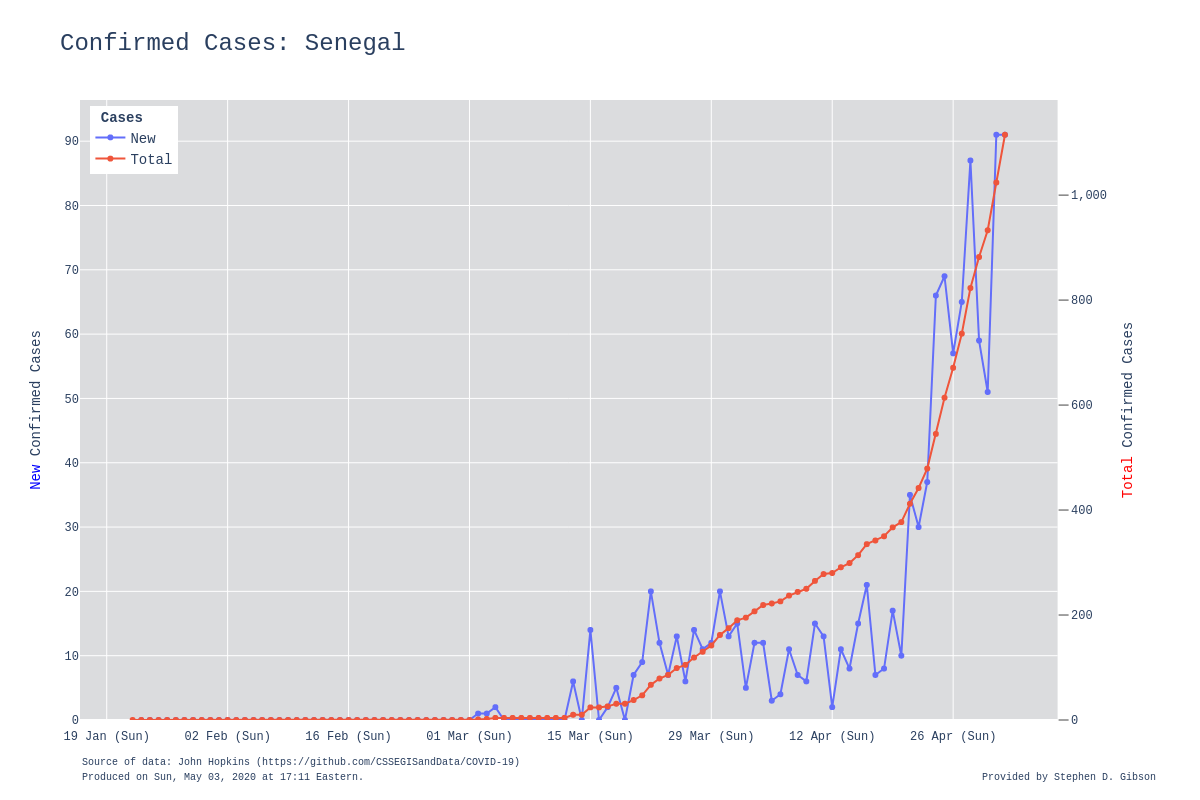 Confirmed Cases: Senegal
Cases
New
Total
90
80
70
60
50
40
30
20
10
0
New Confirmed Cases
1,000
800
600
400
200
0
Total Confirmed Cases
19 Jan (Sun)
02 Feb (Sun)
16 Feb (Sun)
01 Mar (Sun)
15 Mar (Sun)
29 Mar (Sun)
12 Apr (Sun)
26 Apr (Sun)
Source of data: John Hopkins (https://github.com/CSSEGISandData/COVID-19)
Produced on Sun, May 03, 2020 at 17:11 Eastern.
Provided by Stephen D. Gibson